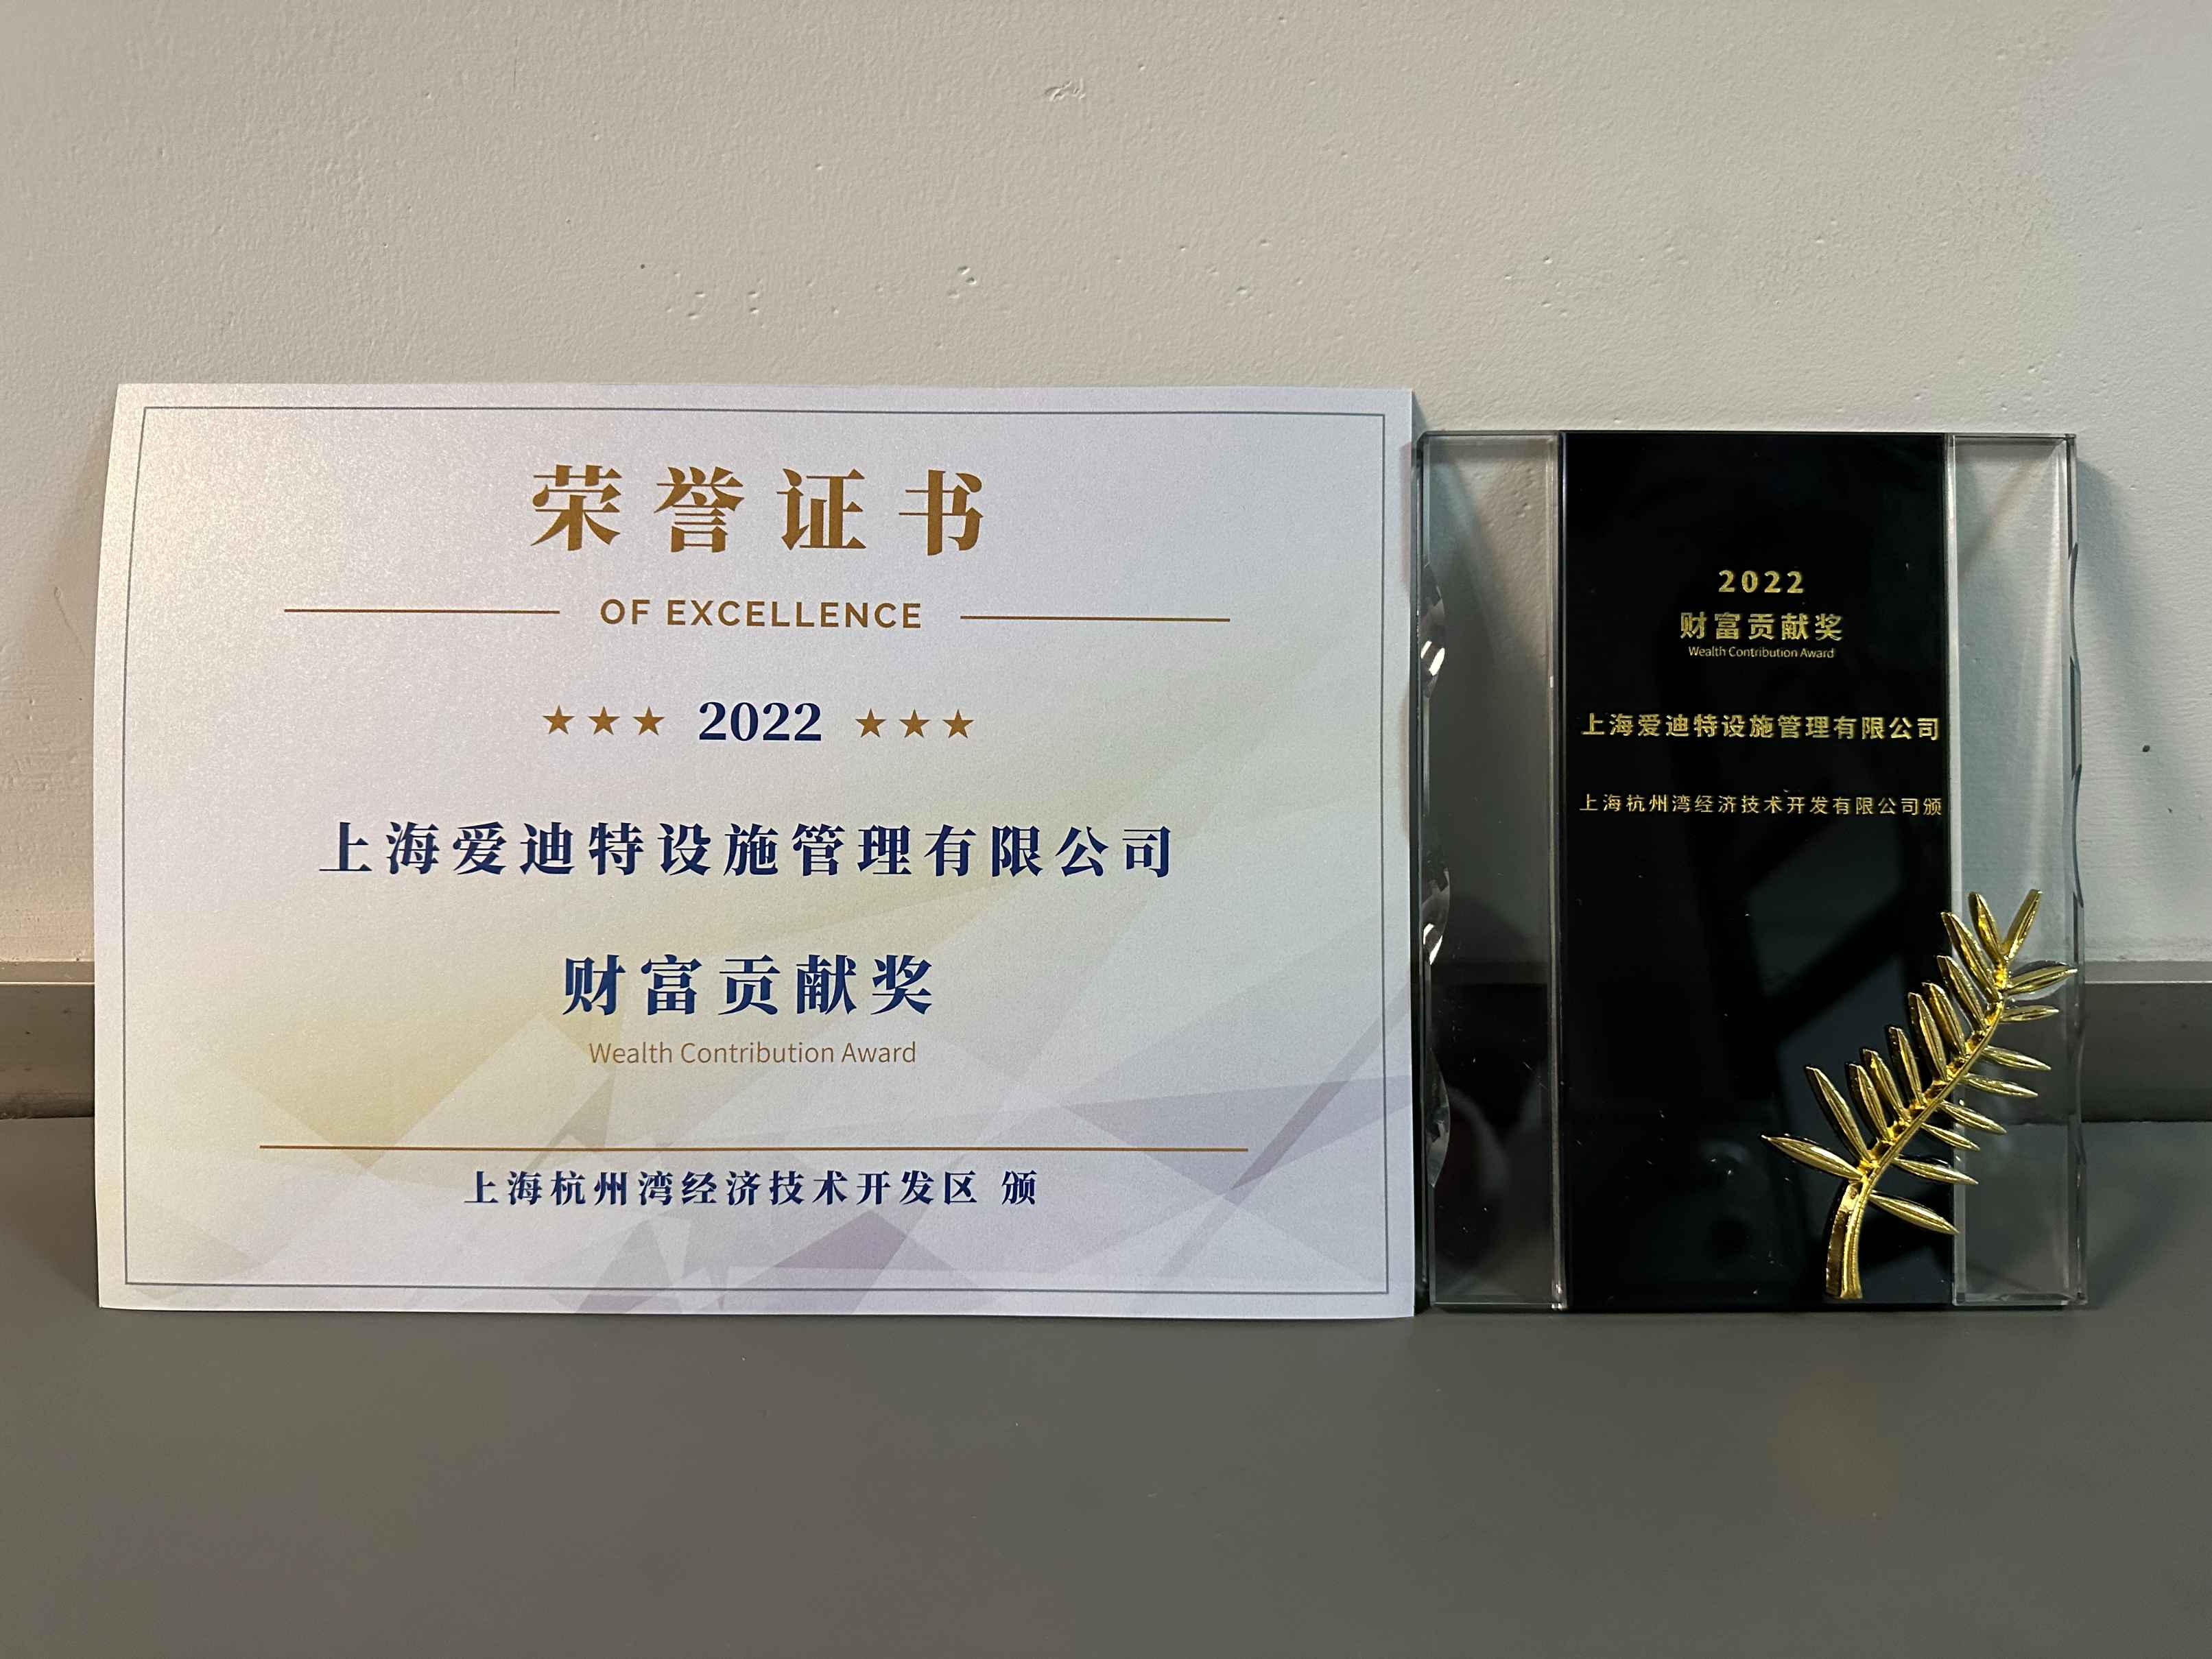 荣誉证书
OF EXCELLENCE
★★★ 2022 ★★★
上海爱迪特设施管理有限公司
财富贡献奖
Wealth Contribution Award
上海杭州湾经济技术开发区 颁
2022
财富贡献奖
Wealth Contribution Award
上海爱迪特设施管理有限公司
上海杭州湾经济技术开发有限公司颁